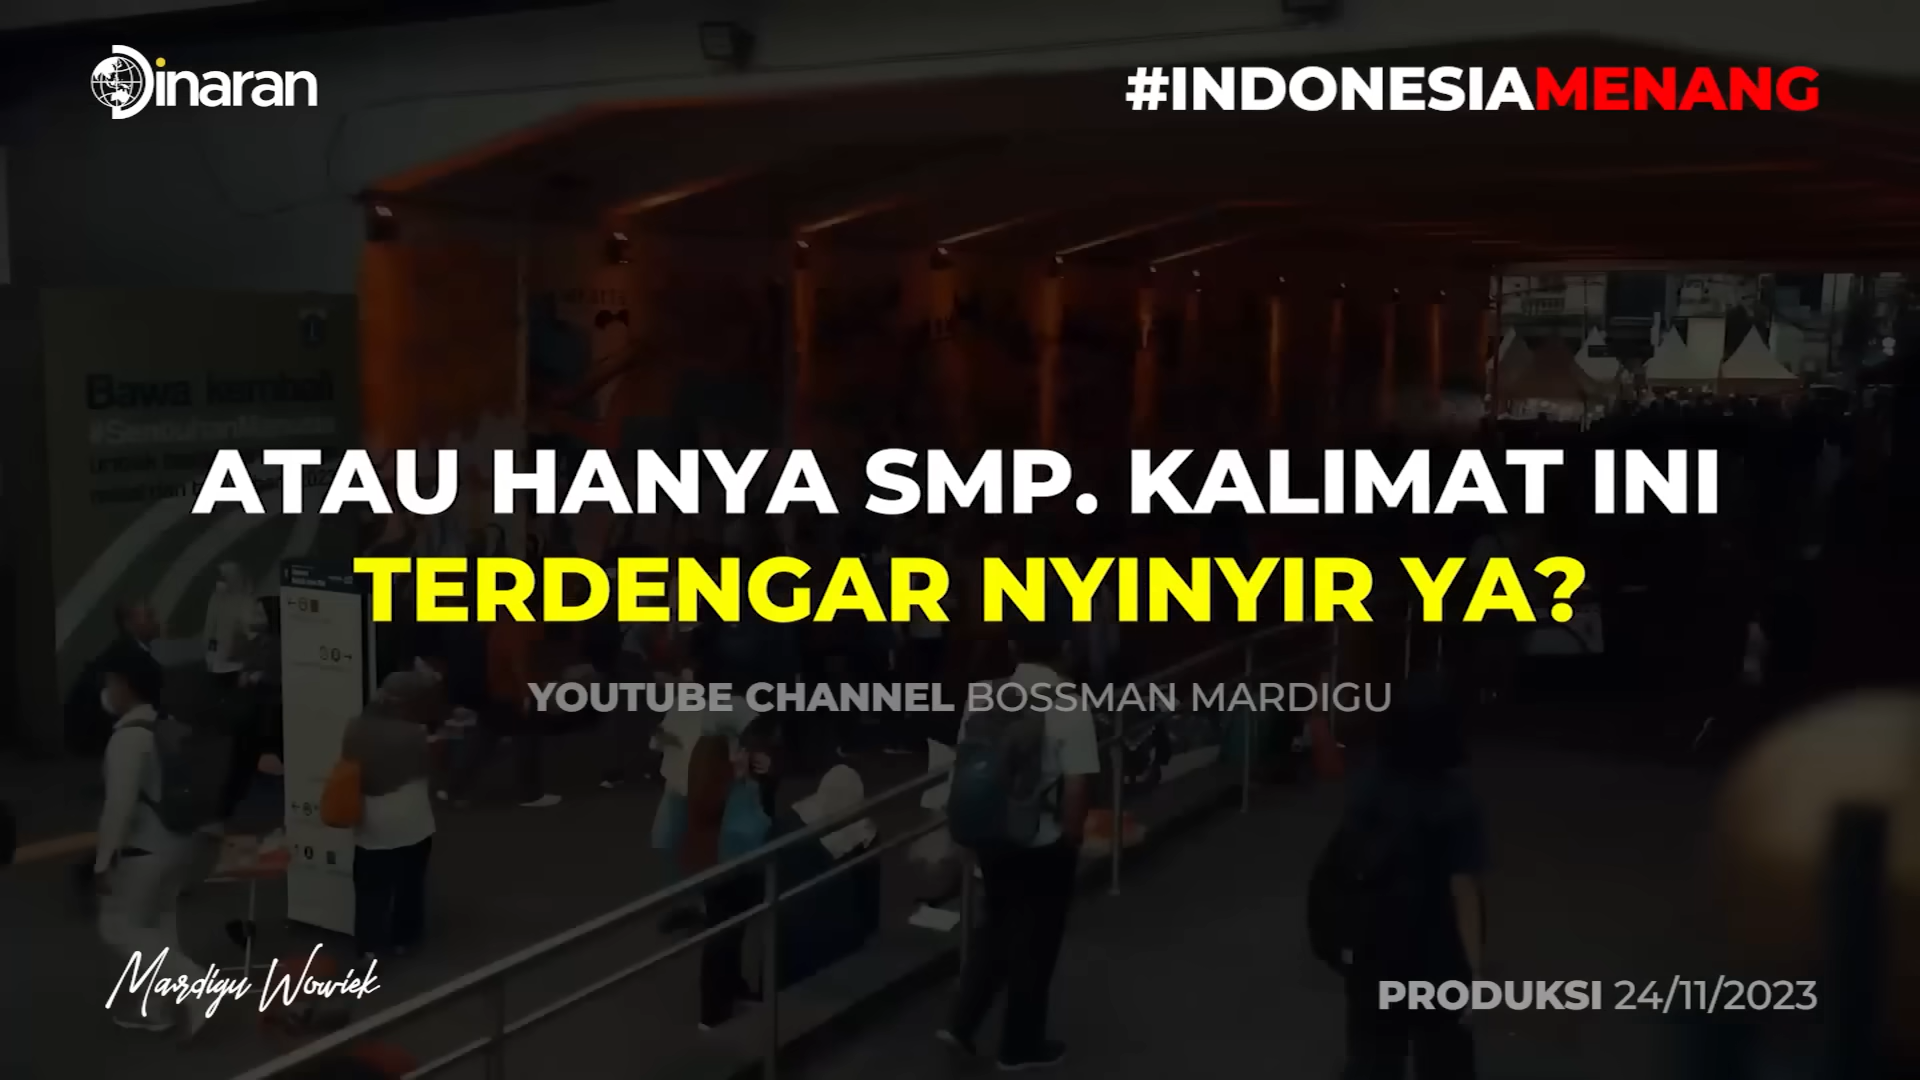 Dinaran
#INDONESIAMENANG
Bawa kembali
ATAU HANYA SMP. KALIMAT INI
TERDENGAR NYINYIR YA?
YOUTUBE CHANNEL BOSSMAN MARDIGU
Mardigu Wowiek
PRODUKSI 24/11/2023